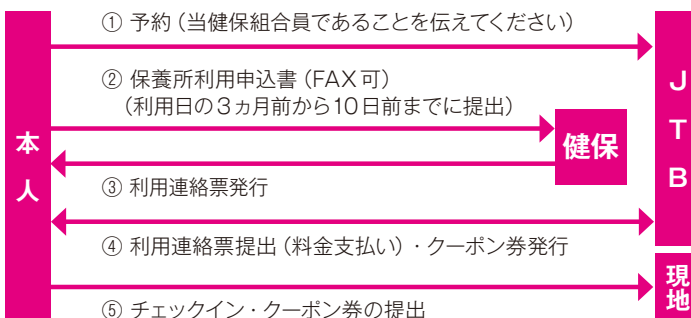 ① 予約（当健保組合員であることを伝えてください）
② 保養所利用申込書（FAX可）
（利用日の3ヵ月前から10日前までに提出）
本人
健保
JTB
③ 利用連絡票発行
④ 利用連絡票提出（料金支払い）・クーポン券発行
現地
⑤ チェックイン・クーポン券の提出